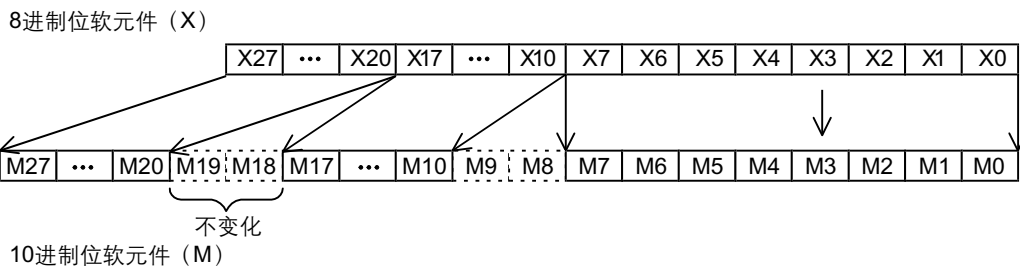 8进制位软元件（X）
X27 ··· X20 X17 ··· X10 X7 X6 X5 X4 X3 X2 X1 X0
M27 ··· M20 M19 M18 M17 ··· M10 M9 M8 M7 M6 M5 M4 M3 M2 M1 M0
不变化
10进制位软元件（M）